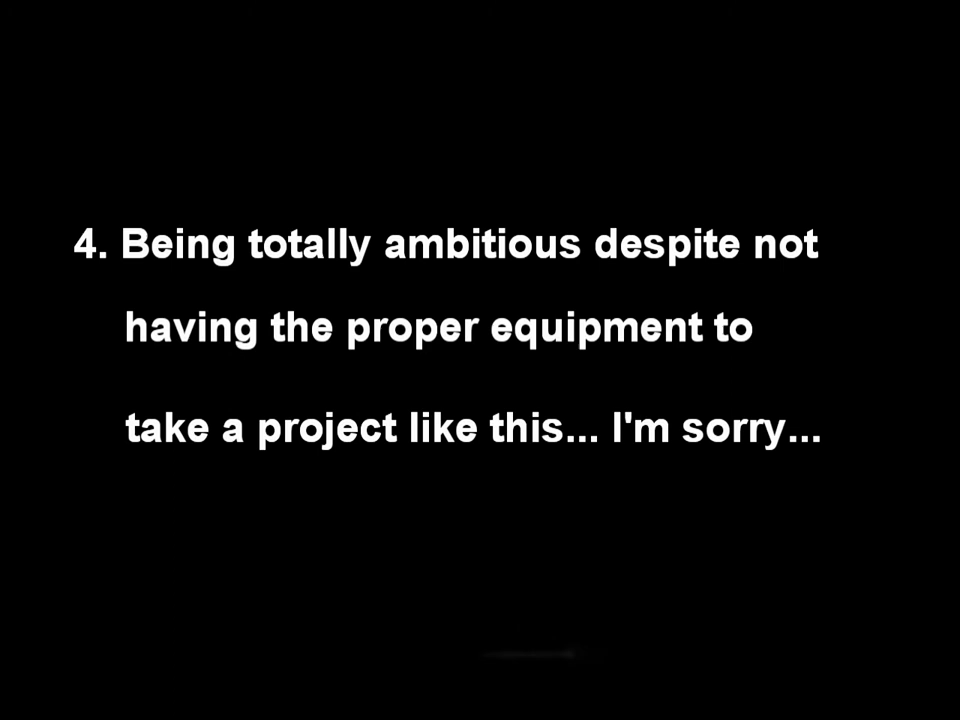 4. Being totally ambitious despite not
having the proper equipment to
take a project like this... I'm sorry...